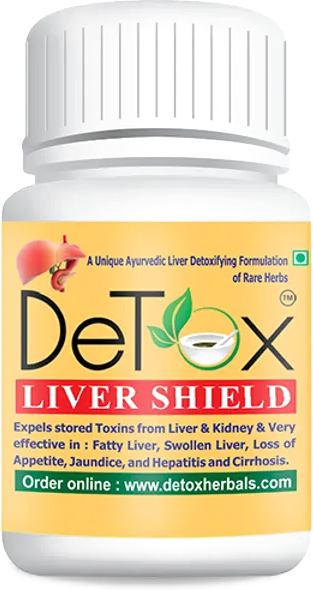 A Unique Ayurvedic Liver Detoxifying Formulation
of Rare Herbs
DeTox TM
LIVER SHIELD
Expels stored Toxins from Liver & Kidney & Very
effective in : Fatty Liver, Swollen Liver, Loss of
Appetite, Jaundice, and Hepatitis and Cirrhosis.
Order online : www.detoxherbals.com